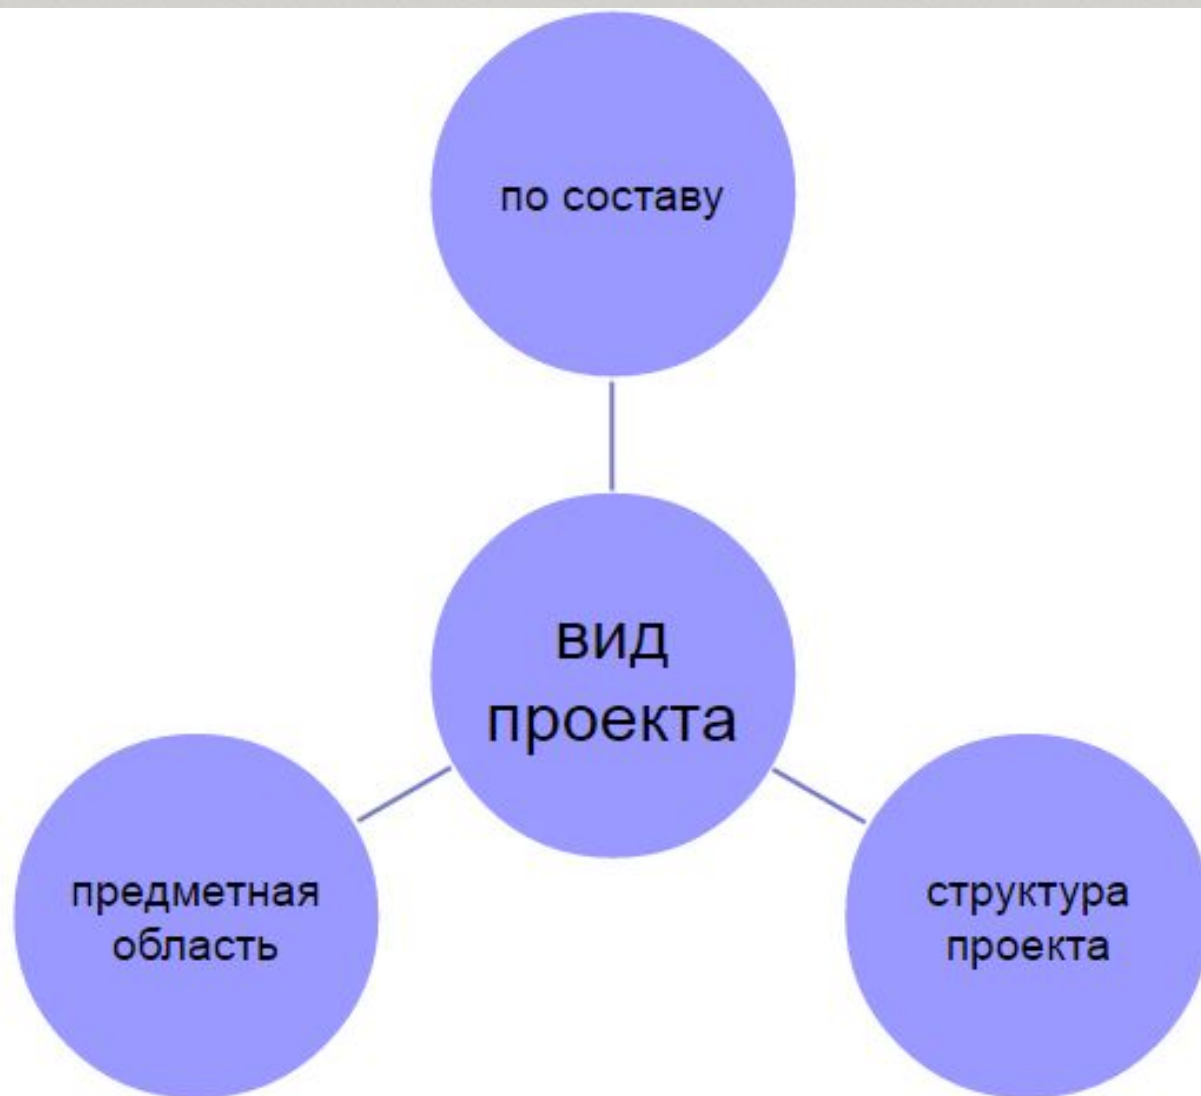 по составу
вид
проекта
предметная
область
структура
проекта